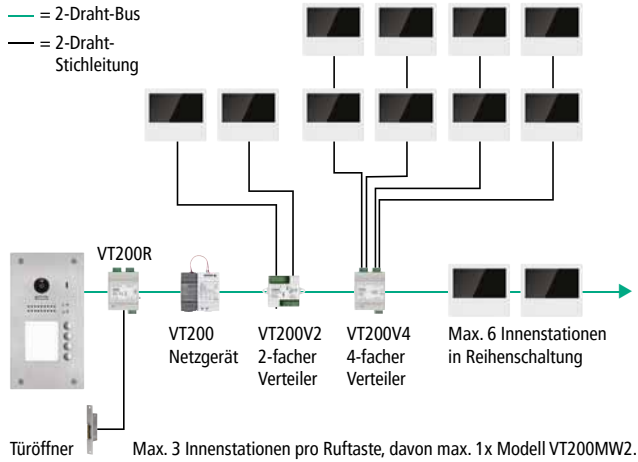 = 2-Draht-Bus
= 2-Draht-
Stichleitung
VT200R
VT200
Netzgerät
VT200V2
2-facher
Verteiler
VT200V4
4-facher
Verteiler
Max. 6 Innenstationen
in Reihenschaltung
Türöffner
Max. 3 Innenstationen pro Ruftaste, davon max. 1x Modell VT200MW2.